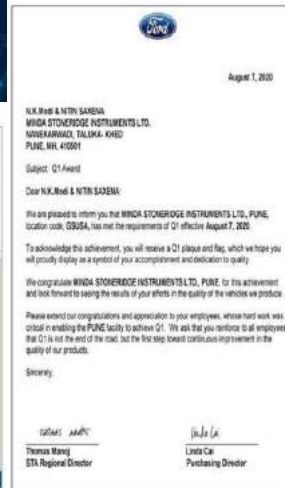 Ford
August 7, 2020
N.K.Modi & NITIN SAXENA
MINDA STONERIDGE INSTRUMENTS LTD.
NANEKARWADI, TALUKA- KHED
PUNE, MH, 410501
Subject: Q1 Award
Dear N.K.Modi & NITIN SAXENA:
We are pleased to inform you that MINDA STONERIDGE INSTRUMENTS LTD., PUNE,
location code, GSUSA, has met the requirements of Q1 effective August 7, 2020.
To acknowledge this achievement, you will receive a Q1 plaque and flag, which we hope you
will proudly display as a symbol of your accomplishment and dedication to quality.
We congratulate MINDA STONERIDGE INSTRUMENTS LTD., PUNE, for this achievement
and look forward to seeing the results of your efforts in the quality of the vehicles we produce.
Please extend our congratulations and appreciation to your employees, whose hard work was
critical in enabling the PUNE facility to achieve Q1. We ask that you reinforce to all employees
that Q1 is not the end of the road, but the first step toward continuous improvement in the
quality of our products.
Sincerely,
Linda Cai
Thomas Manoj
STA Regional Director
Linda Cai
Purchasing Director